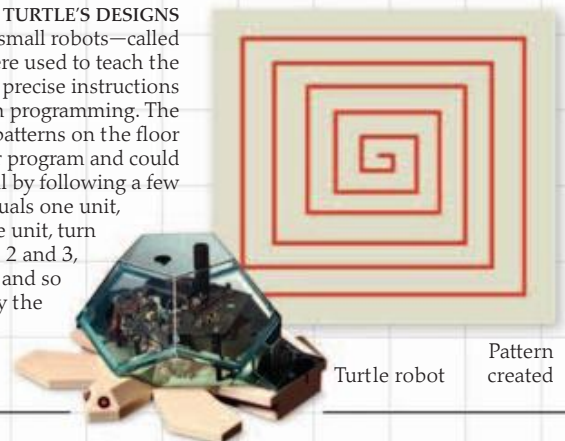 TURTLE'S DESIGNS
small robots—called
ere used to teach the
precise instructions
n programming. The
patterns on the floor
r program and could
l by following a few
uals one unit,
e unit, turn
2 and 3,
and so
y the
Turtle robot
Pattern
created